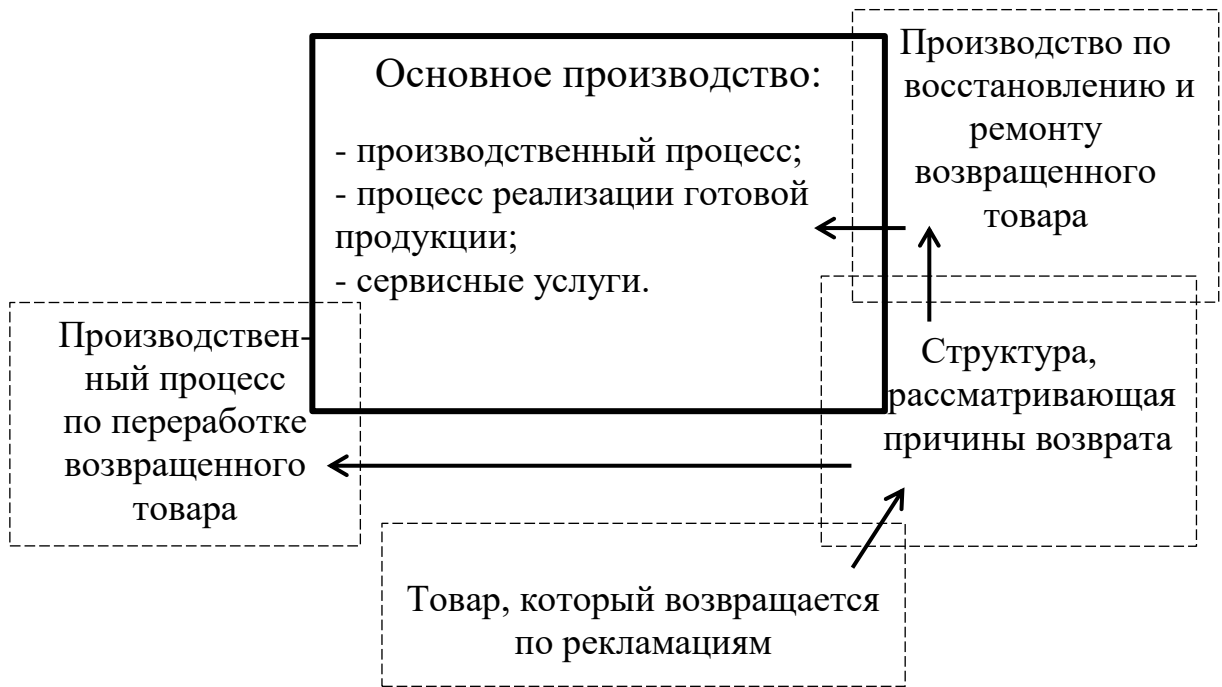 Основное производство:
- производственный процесс;
- процесс реализации готовой
продукции;
- сервисные услуги.
Производство по
восстановлению и
ремонту
возвращенного
товара
Производствен-
ный процесс
по переработке
возвращенного
товара
Структура,
рассматривающая
причины возврата
Товар, который возвращается
по рекламациям